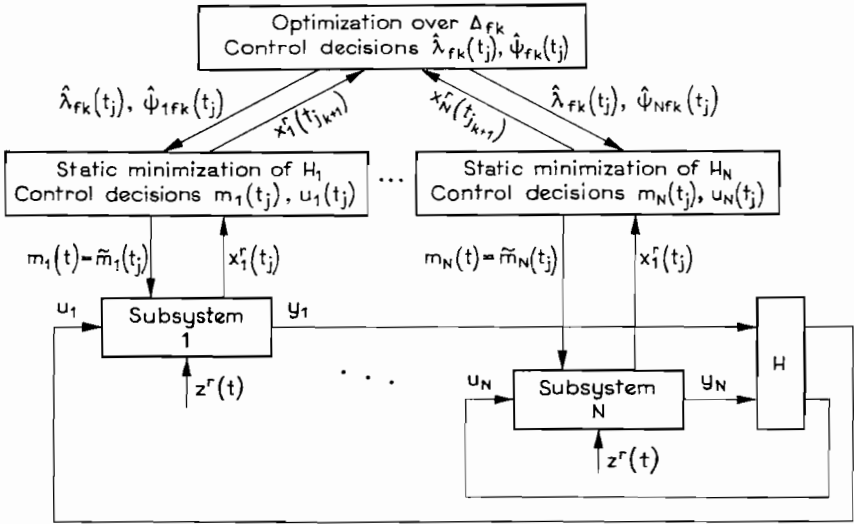 Optimization over Δ_fk
Control decisions λ̂_fk(t_j), ψ̂_fk(t_j)
λ̂_fk(t_j), ψ̂_1fk(t_j)
x_1^r(t_{j_{k+1}})
x_N^r(t_{j_{k+1}})
λ̂_fk(t_j), ψ̂_Nfk(t_j)
Static minimization of H_1
Control decisions m_1(t_j), u_1(t_j)
...
Static minimization of H_N
Control decisions m_N(t_j), u_N(t_j)
m_1(t) = m̃_1(t_j)
x_1^r(t_j)
m_N(t) = m̃_N(t_j)
x_1^r(t_j)
u_1
Subsystem
1
y_1
z^r(t)
. . .
u_N
Subsystem
N
y_N
H
z^r(t)